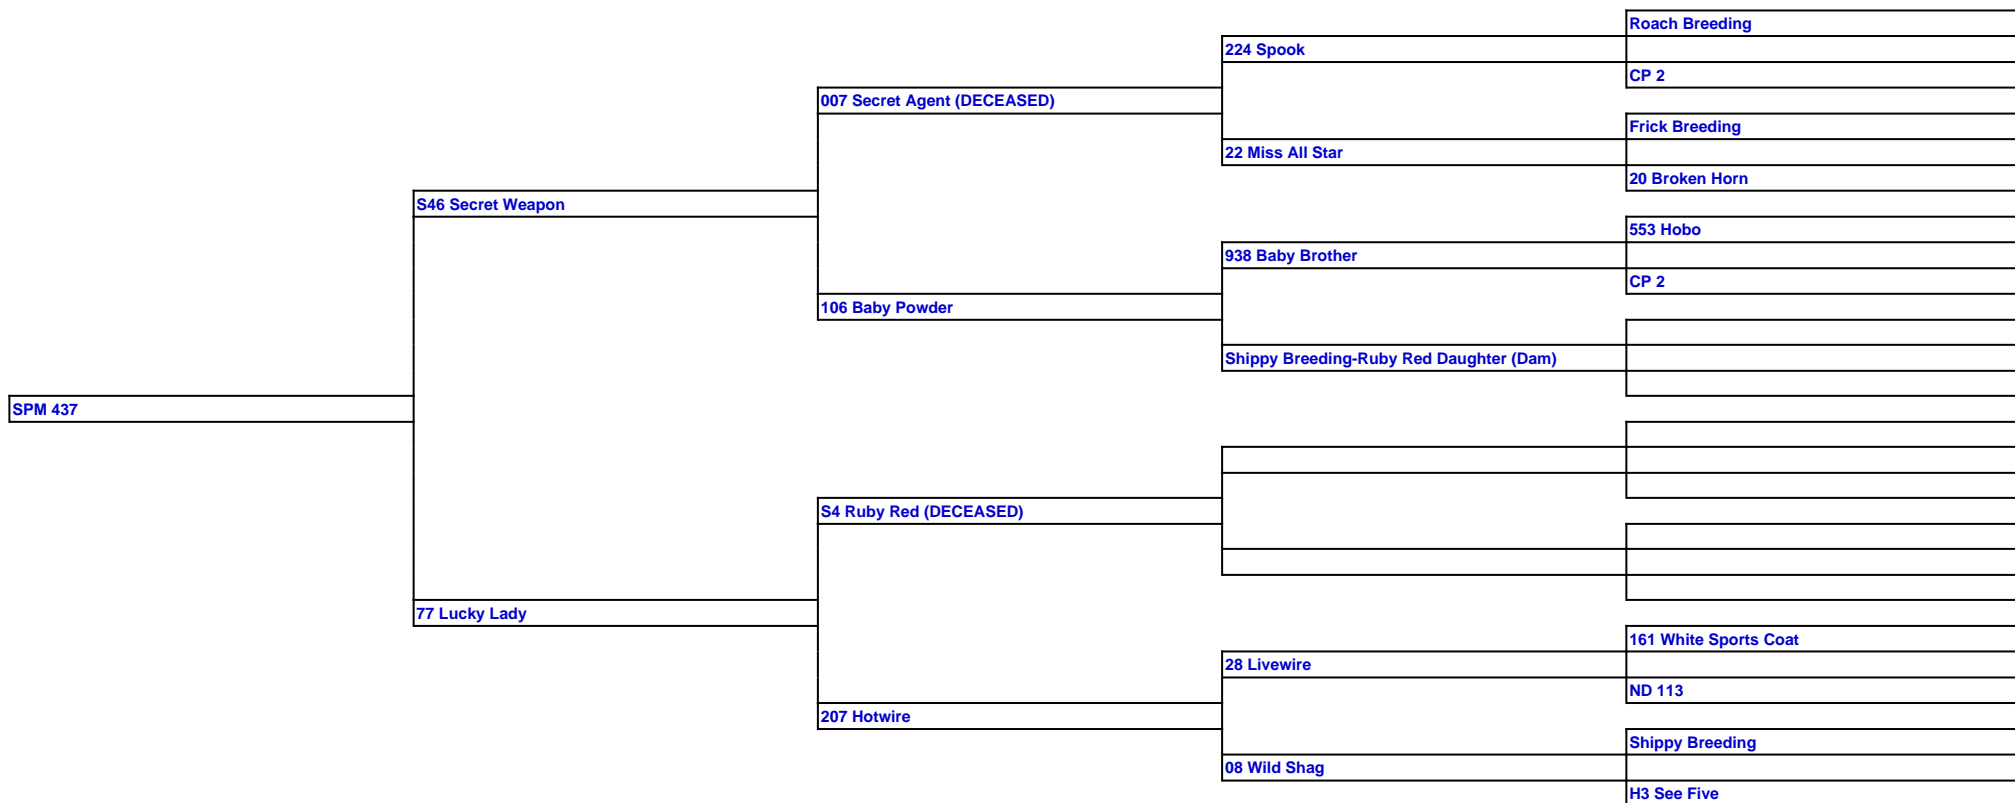 Roach Breeding
224 Spook
CP 2
007 Secret Agent (DECEASED)
Frick Breeding
22 Miss All Star
20 Broken Horn
S46 Secret Weapon
553 Hobo
938 Baby Brother
CP 2
106 Baby Powder
Shippy Breeding-Ruby Red Daughter (Dam)
SPM 437
S4 Ruby Red (DECEASED)
77 Lucky Lady
161 White Sports Coat
28 Livewire
ND 113
207 Hotwire
Shippy Breeding
08 Wild Shag
H3 See Five